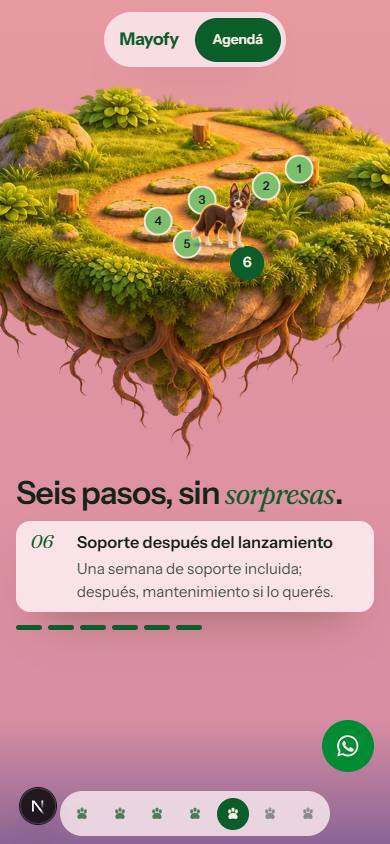 Mayofy
Agendá
1
2
3
4
5
6
Seis pasos, sin sorpresas.
06
Soporte después del lanzamiento
Una semana de soporte incluida;
después, mantenimiento si lo querés.
N